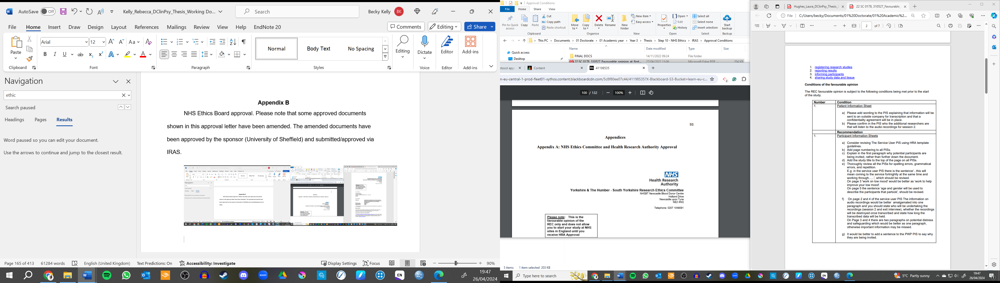 AutoSave Off
Kelly_Rebecca_DClinPsy_Thesis_Working Do...
Search
Becky Kelly BK
File Home Insert Draw Design Layout References Mailings Review View Help EndNote 20
Comments Editing Share
Paste
Clipboard
Arial 12
Font
Paragraph
Normal Body Text No Spacing
Styles
Editing
Dictate
Voice
Editor
Editor
Add-ins
Add-ins
Navigation
ethic
Search paused
Headings Pages Results
Word paused so you can edit your document.
Use the arrows to continue and jump to the closest result.
Appendix B
NHS Ethics Board approval. Please note that some approved documents
shown in this approval letter have been amended. The amended documents have
been approved by the sponsor (University of Sheffield) and submitted/approved via
IRAS.
Page 165 of 413 61284 words English (United Kingdom) Text Predictions: On Accessibility: Investigate Display Settings Focus 90%
19:47
26/04/2024
Approval Conditions
File Home Share View
Pin to Quick access
Copy
Paste
Cut
Copy path
Paste shortcut
Clipboard
Move to
Copy to
Delete
Rename
Organise
New folder
New item
Easy access
New
Properties
Open
Edit
History
Open
Select all
Select none
Invert selection
Select
Start backup
Backup
This PC > Documents > 01 Doctorate > 01 Academic year > Year 3 > Thesis > Step 10 - NHS Ethics > IRAS > Approval Conditions
Quick access
Desktop
Name Date modified Type Size
FINAL DOCS 14/11/2022 09:24 File folder
22 SC 0178, 310527 Favourable_opinion_at_first... 27/06/2022 13:06 Microsoft Edge PDF ... 204 KB
Content
41198535
n-eu-central-1-prod-fleet01-xythos.content.blackboardcdn.com/5c8f80ee07c44/41198535?X-Blackboard-S3-Bucket=learn-eu-c...
100 / 132 100%
93
Appendices
Appendix A: NHS Ethics Committee and Health Research Authority Approval
NHS
Health Research
Authority
Yorkshire & The Humber - South Yorkshire Research Ethics Committee
NHSBT Newcastle Blood Donor Centre
Holland Drive
Newcastle upon Tyne
NE2 4NQ
Telephone: 0207 1048091
Please note: This is the
favourable opinion of the
REC only and does not allow
you to start your study at NHS
sites in England until you
receive HRA Approval
5 items 1 item selected 203 KB
Type here to search
5°C Partly sunny
19:47
26/04/2024
Hughes_Laura_DClinPsy_Thesis_2
22 SC 0178, 310527_Favourable_
File C:/Users/becky/Documents/01%20Doctorate/01%20Academic%2...
2 of 7
1. registering research studies
2. reporting results
3. informing participants
4. sharing study data and tissue
Conditions of the favourable opinion
The REC favourable opinion is subject to the following conditions being met prior to the start
of the study.
Number Condition
1. Patient Information Sheet
a) Please add wording to the PIS explaining that information will be
sent to an outside company for transcription and that a
confidentiality agreement will be in place.
b) Please confirm in the PIS who the additional researchers are
that will listen to the audio recordings for session 2.
Recommendation
1. Participant Information Sheets
a) Consider revising The Service User PIS using HRA template
guidelines.
b) Add page numbering to all PISs.
c) Explain in the first paragraph why potential participants are
being invited, rather than further down the document.
d) Add the study title to the top of the page on all PISs.
e) Thoroughly review all the PISs for spelling errors, grammatical
errors, and repetition.
E.g. in the service user PIS there is the sentence'...this will
mean coming to the service fortnightly at the same time and
working through......', which should be revised.
On page 3 'work on low mood' would be better as 'work to help
improve your low mood'.
On page 5 the sentence 'age and gender will be used to
describe the participants that partook', should be revised.
f) On page 2 and 4 of the service user PIS The information on
audio recordings would be better amalgamated into one
paragraph and you should state who will be undertaking the
recordings (session 2 and exit interview), whether the recordings
will be destroyed once transcribed and state how long the
transcribed data will be held.
On Page 3 and 4 there are two paragraphs on potential distress
and safeguarding which would be better as one paragraph,
otherwise important information may be missed.
g) It would be better to add a sentence to the PWP PIS to say why
they are being invited.